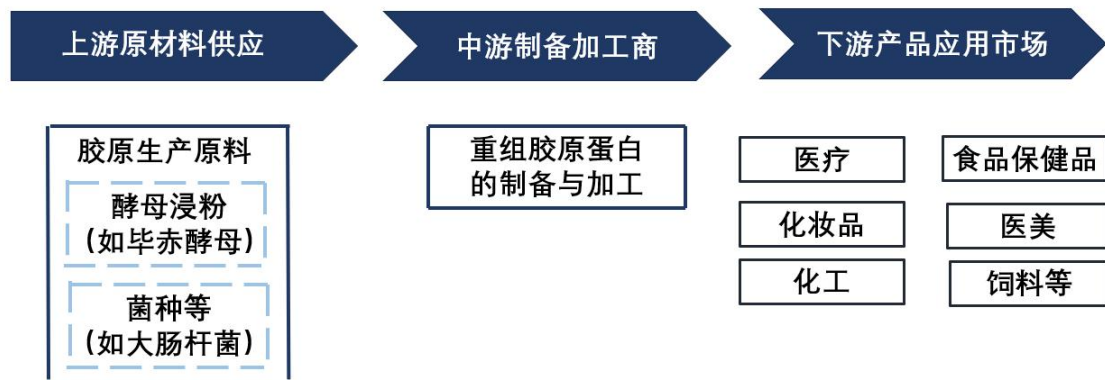 上游原材料供应
中游制备加工商
下游产品应用市场
胶原生产原料
酵母浸粉
（如毕赤酵母）
菌种等
（如大肠杆菌）
重组胶原蛋白
的制备与加工
医疗
食品保健品
化妆品
医美
化工
饲料等